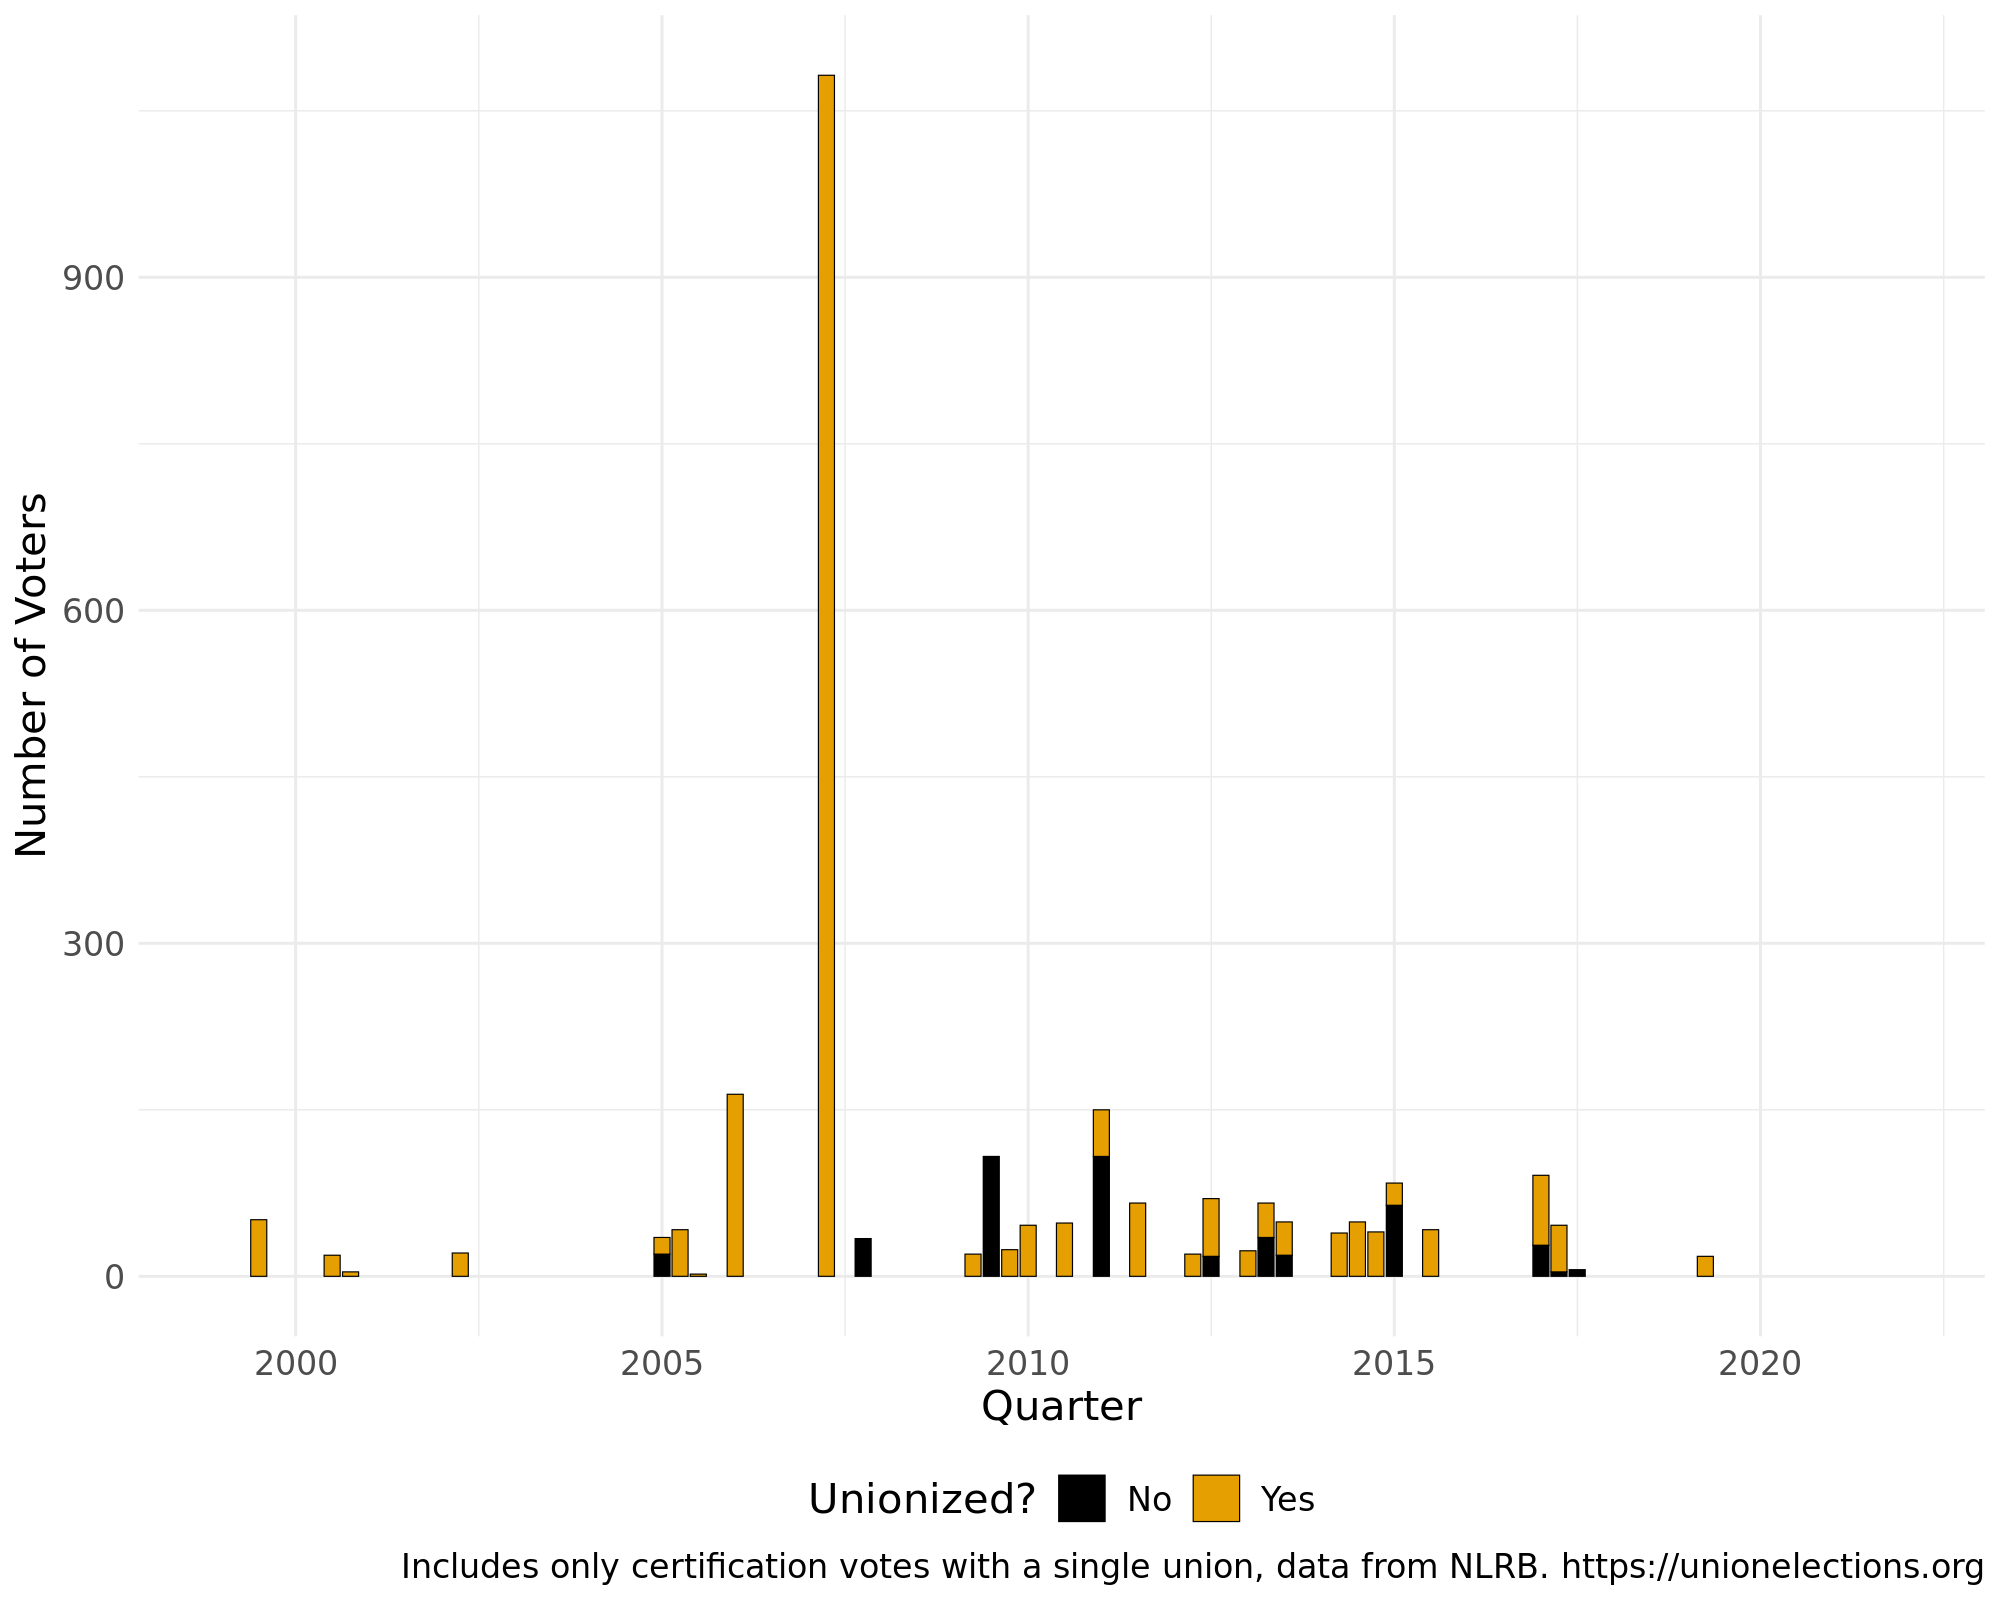 900
600
300
0
Number of Voters
2000 2005 2010 2015 2020
Quarter
Unionized? No Yes
Includes only certification votes with a single union, data from NLRB. https://unionelections.org